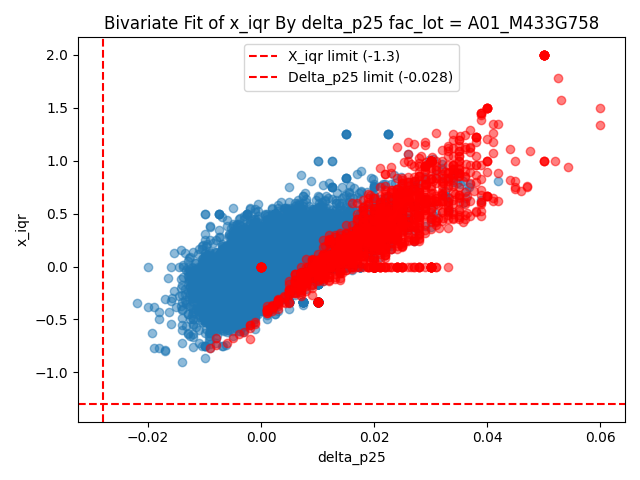 Bivariate Fit of x_iqr By delta_p25 fac_lot = A01_M433G758
X_iqr limit (-1.3)
Delta_p25 limit (-0.028)
2.0
1.5
1.0
0.5
0.0
−0.5
−1.0
x_iqr
−0.02
0.00
0.02
0.04
0.06
delta_p25